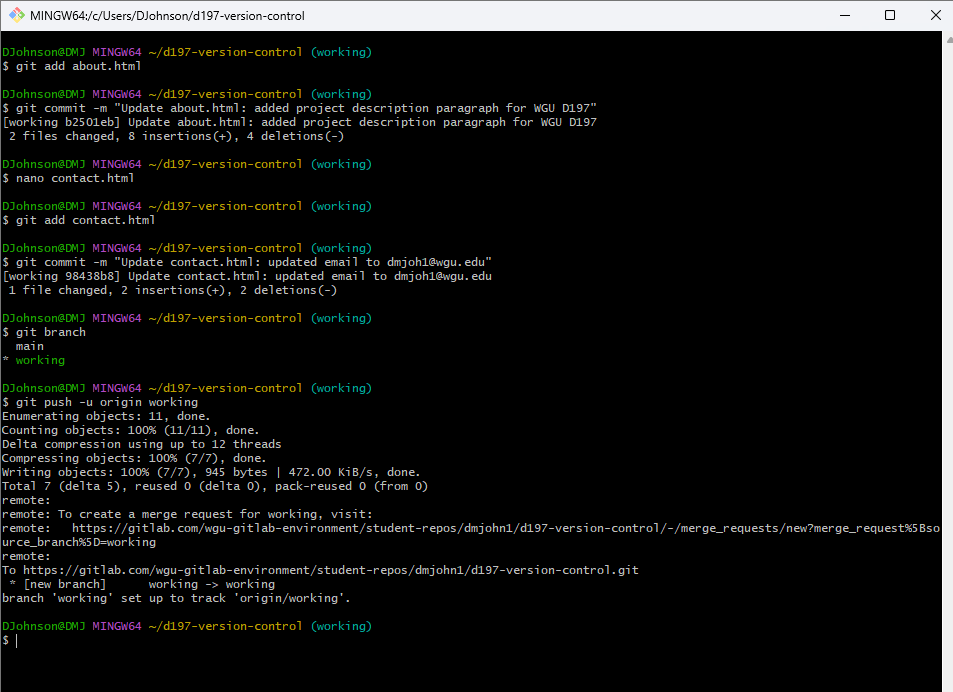 MINGW64:/c/Users/DJohnson/d197-version-control
DJohnson@DMJ MINGW64 ~/d197-version-control (working)
$ git add about.html
DJohnson@DMJ MINGW64 ~/d197-version-control (working)
$ git commit -m "Update about.html: added project description paragraph for WGU D197"
[working b2501eb] Update about.html: added project description paragraph for WGU D197
 2 files changed, 8 insertions(+), 4 deletions(-)
DJohnson@DMJ MINGW64 ~/d197-version-control (working)
$ nano contact.html
DJohnson@DMJ MINGW64 ~/d197-version-control (working)
$ git add contact.html
DJohnson@DMJ MINGW64 ~/d197-version-control (working)
$ git commit -m "Update contact.html: updated email to dmjoh1@wgu.edu"
[working 98438b8] Update contact.html: updated email to dmjoh1@wgu.edu
 1 file changed, 2 insertions(+), 2 deletions(-)
DJohnson@DMJ MINGW64 ~/d197-version-control (working)
$ git branch
  main
* working
DJohnson@DMJ MINGW64 ~/d197-version-control (working)
$ git push -u origin working
Enumerating objects: 11, done.
Counting objects: 100% (11/11), done.
Delta compression using up to 12 threads
Compressing objects: 100% (7/7), done.
Writing objects: 100% (7/7), 945 bytes | 472.00 KiB/s, done.
Total 7 (delta 5), reused 0 (delta 0), pack-reused 0 (from 0)
remote:
remote: To create a merge request for working, visit:
remote:   https://gitlab.com/wgu-gitlab-environment/student-repos/dmjohn1/d197-version-control/-/merge_requests/new?merge_request%5Bso
urce_branch%5D=working
remote:
To https://gitlab.com/wgu-gitlab-environment/student-repos/dmjohn1/d197-version-control.git
 * [new branch]      working -> working
branch 'working' set up to track 'origin/working'.
DJohnson@DMJ MINGW64 ~/d197-version-control (working)
$